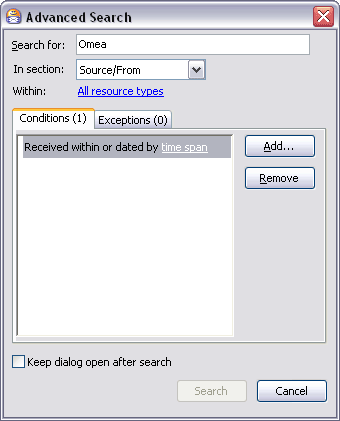 Advanced Search
Search for: Omea
In section: Source/From
Within: All resource types
Conditions (1) Exceptions (0)
Received within or dated by time span
Add...
Remove
Keep dialog open after search
Search Cancel